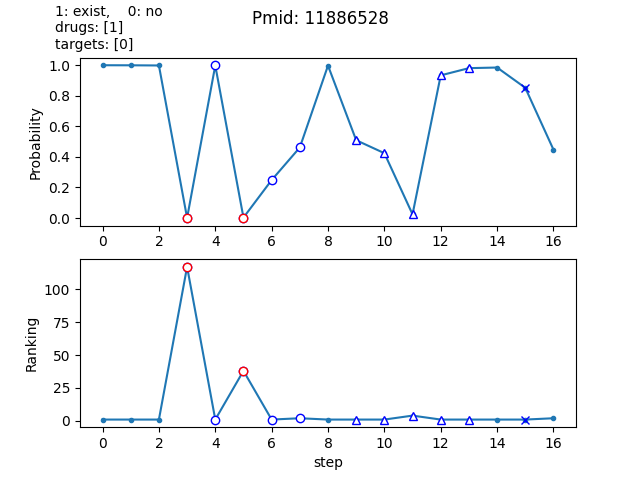 1: exist,    0: no
drugs: [1]
targets: [0]
Pmid: 11886528
Probability
1.0
0.8
0.6
0.4
0.2
0.0
0 2 4 6 8 10 12 14 16
Ranking
100
75
50
25
0
0 2 4 6 8 10 12 14 16
step